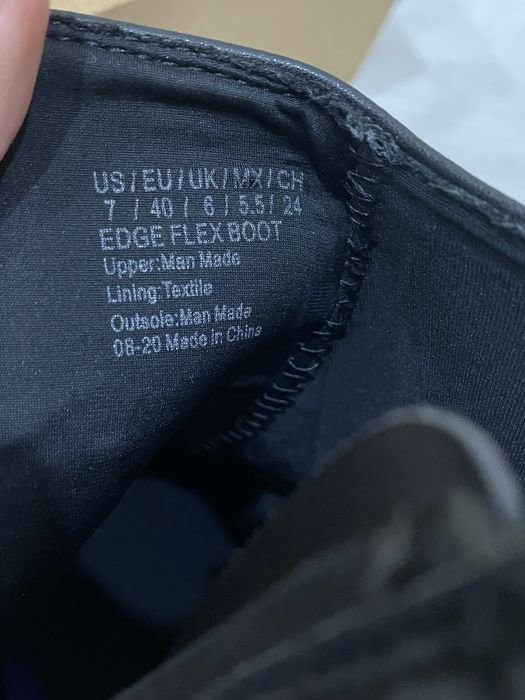 US/EU/UK/MX/CH
7 / 40 / 6 / 5.5 / 24
EDGE FLEX BOOT
Upper:Man Made
Lining:Textile
Outsole:Man Made
08-20 Made in China